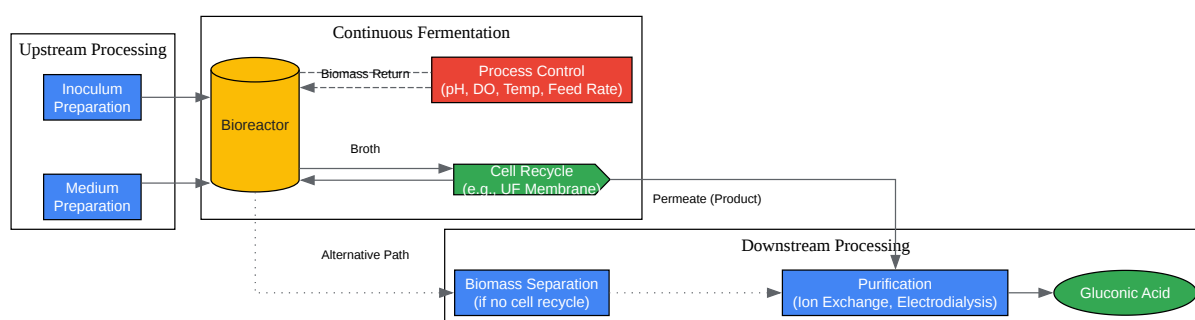 Upstream Processing
Inoculum
Preparation
Medium
Preparation
Continuous Fermentation
Bioreactor
Biomass Return
Process Control
(pH, DO, Temp, Feed Rate)
Broth
Cell Recycle
(e.g., UF Membrane)
Permeate (Product)
Alternative Path
Downstream Processing
Biomass Separation
(if no cell recycle)
Purification
(Ion Exchange, Electrodialysis)
Gluconic Acid